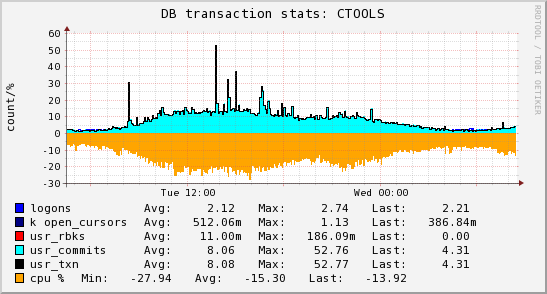 DB transaction stats: CTOOLS
RRDTOOL / TOBI OETIKER
count/%
60
50
40
30
20
10
0
-10
-20
-30
Tue 12:00 Wed 00:00
logons Avg: 2.12 Max: 2.74 Last: 2.21
k open_cursors Avg: 512.06m Max: 1.13 Last: 386.84m
usr_rbks Avg: 11.00m Max: 186.09m Last: 0.00
usr_commits Avg: 8.06 Max: 52.76 Last: 4.31
usr_txn Avg: 8.08 Max: 52.77 Last: 4.31
cpu % Min: -27.94 Avg: -15.30 Last: -13.92